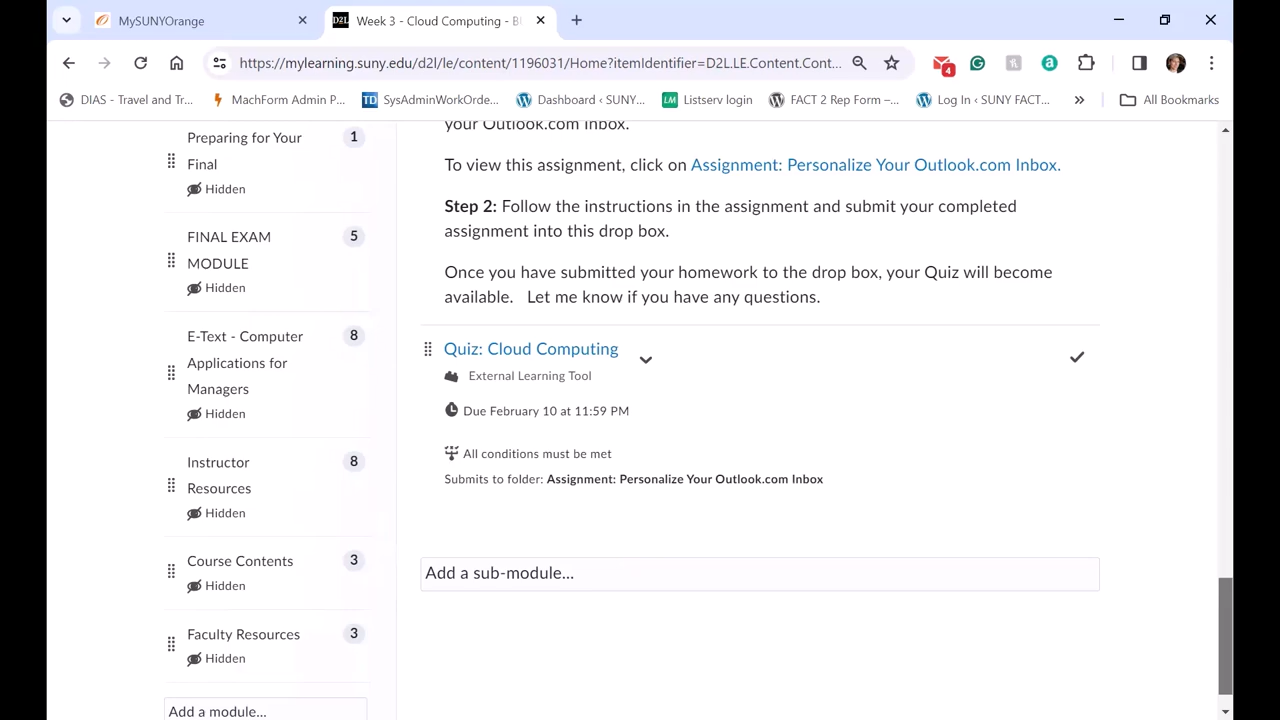 MySUNYOrange
D2L
Week 3 - Cloud Computing - B
https://mylearning.suny.edu/d2l/le/content/1196031/Home?itemIdentifier=D2L.LE.Content.Cont...
4
DIAS - Travel and Tr...
MachForm Admin P...
TD SysAdminWorkOrde...
Dashboard ‹ SUNY...
LM Listserv login
FACT 2 Rep Form –...
Log In ‹ SUNY FACT...
»
All Bookmarks
Preparing for Your
Final
1
Hidden
FINAL EXAM
MODULE
5
Hidden
E-Text - Computer
Applications for
Managers
8
Hidden
Instructor
Resources
8
Hidden
Course Contents
3
Hidden
Faculty Resources
3
Hidden
Add a module...
your Outlook.com Inbox.
To view this assignment, click on Assignment: Personalize Your Outlook.com Inbox.
Step 2: Follow the instructions in the assignment and submit your completed
assignment into this drop box.
Once you have submitted your homework to the drop box, your Quiz will become
available. Let me know if you have any questions.
Quiz: Cloud Computing
External Learning Tool
Due February 10 at 11:59 PM
All conditions must be met
Submits to folder: Assignment: Personalize Your Outlook.com Inbox
Add a sub-module...